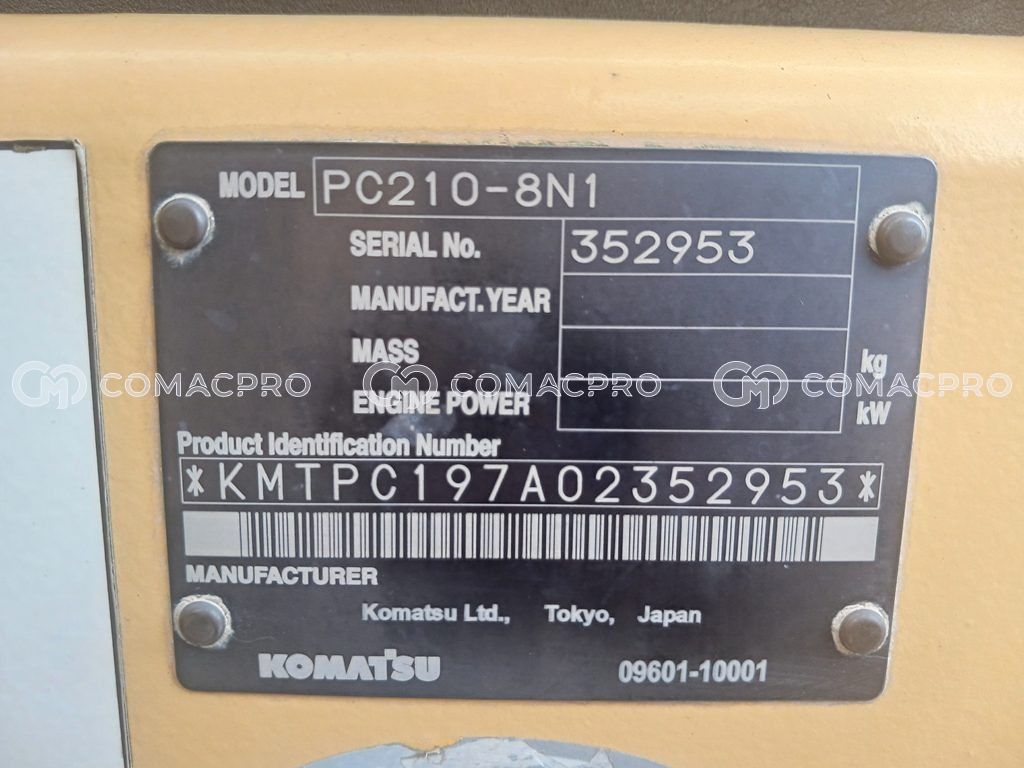 MODEL PC210-8N1
SERIAL No. 352953
MANUFACT.YEAR
MASS kg
COMACPRO COMACPRO COMACPRO
ENGINE POWER kW
Product Identification Number
*KMTPC197A02352953*
MANUFACTURER
Komatsu Ltd., Tokyo, Japan
KOMATSU 09601-10001